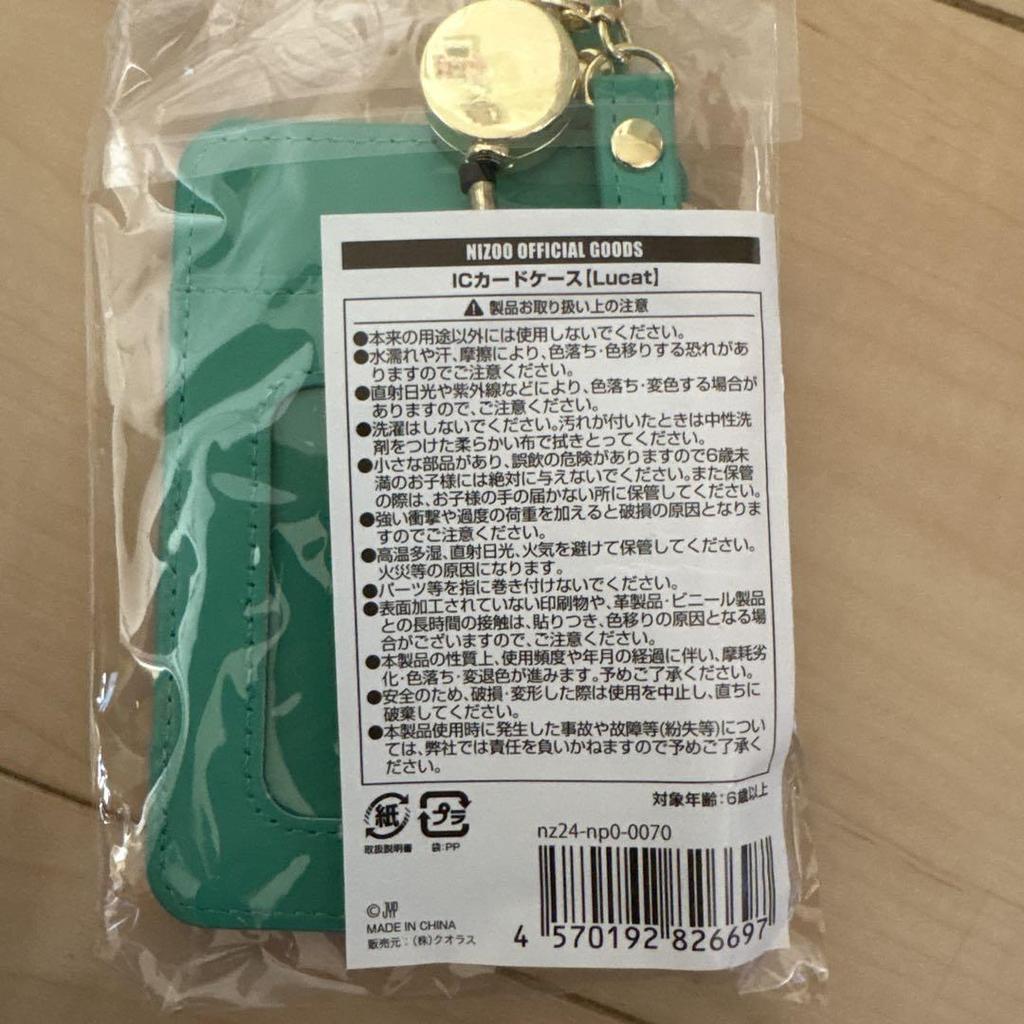 NIZOO OFFICIAL GOODS
ICカードケース【Lucat】
製品お取り扱い上の注意
●本来の用途以外には使用しないでください。
●水濡れや汗、摩擦により、色落ち・色移りする恐れがあ
りますのでご注意ください。
●直射日光や紫外線などにより、色落ち・変色する場合が
ありますので、ご注意ください。
●洗濯はしないでください。汚れが付いたときは中性洗
剤をつけた柔らかい布で拭きとってください。
●小さな部品があり、誤飲の危険がありますので6歳未
満のお子様には絶対に与えないでください。また保管
の際は、お子様の手の届かない所に保管してください。
●強い衝撃や過度の荷重を加えると破損の原因となりま
すのでご注意ください。
●高温多湿、直射日光、火気を避けて保管してください。
火災等の原因になります。
●パーツ等を指に巻き付けないでください。
●表面加工されていない印刷物や、革製品・ビニール製品
との長時間の接触は、貼りつき、色移りの原因となる場
合がございますので、ご注意ください。
●本製品の性質上、使用頻度や年月の経過に伴い、摩耗劣
化・色落ち・変退色が進みます。予めご了承ください。
●安全のため、破損・変形した際は使用を中止し、直ちに
破棄してください。
●本製品使用時に発生した事故や故障等(紛失等)につい
ては、弊社では責任を負いかねますので予めご了承く
ださい。
対象年齢：6歳以上
紙
プラ
取扱説明書
袋：PP
nz24-np0-0070
© JYP
MADE IN CHINA
販売元：(株)クオラス
4 570192 826697